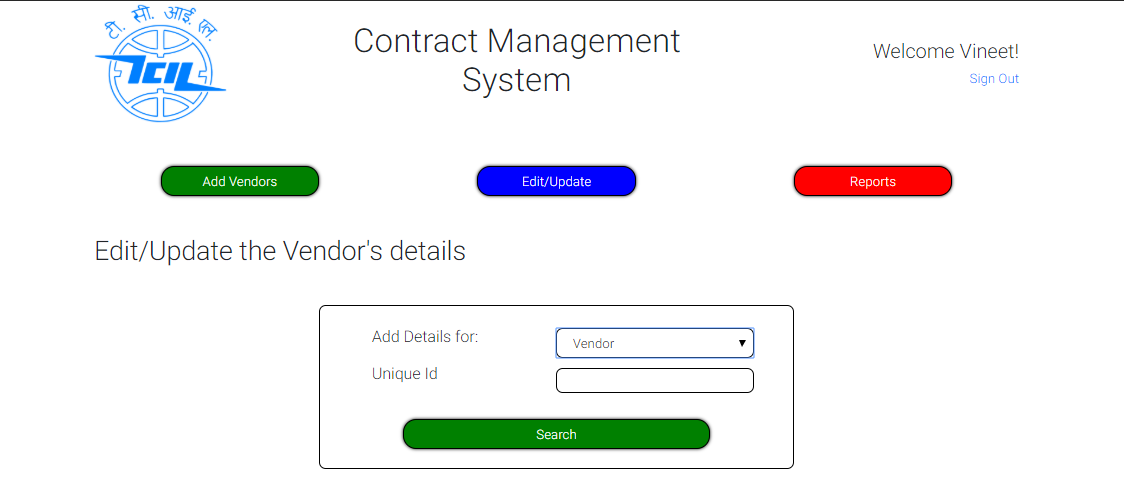 टी. सी. आई. एल.
TCIL
Contract Management
System
Welcome Vineet!
Sign Out
Add Vendors
Edit/Update
Reports
Edit/Update the Vendor's details
Add Details for:
Vendor
Unique Id
Search